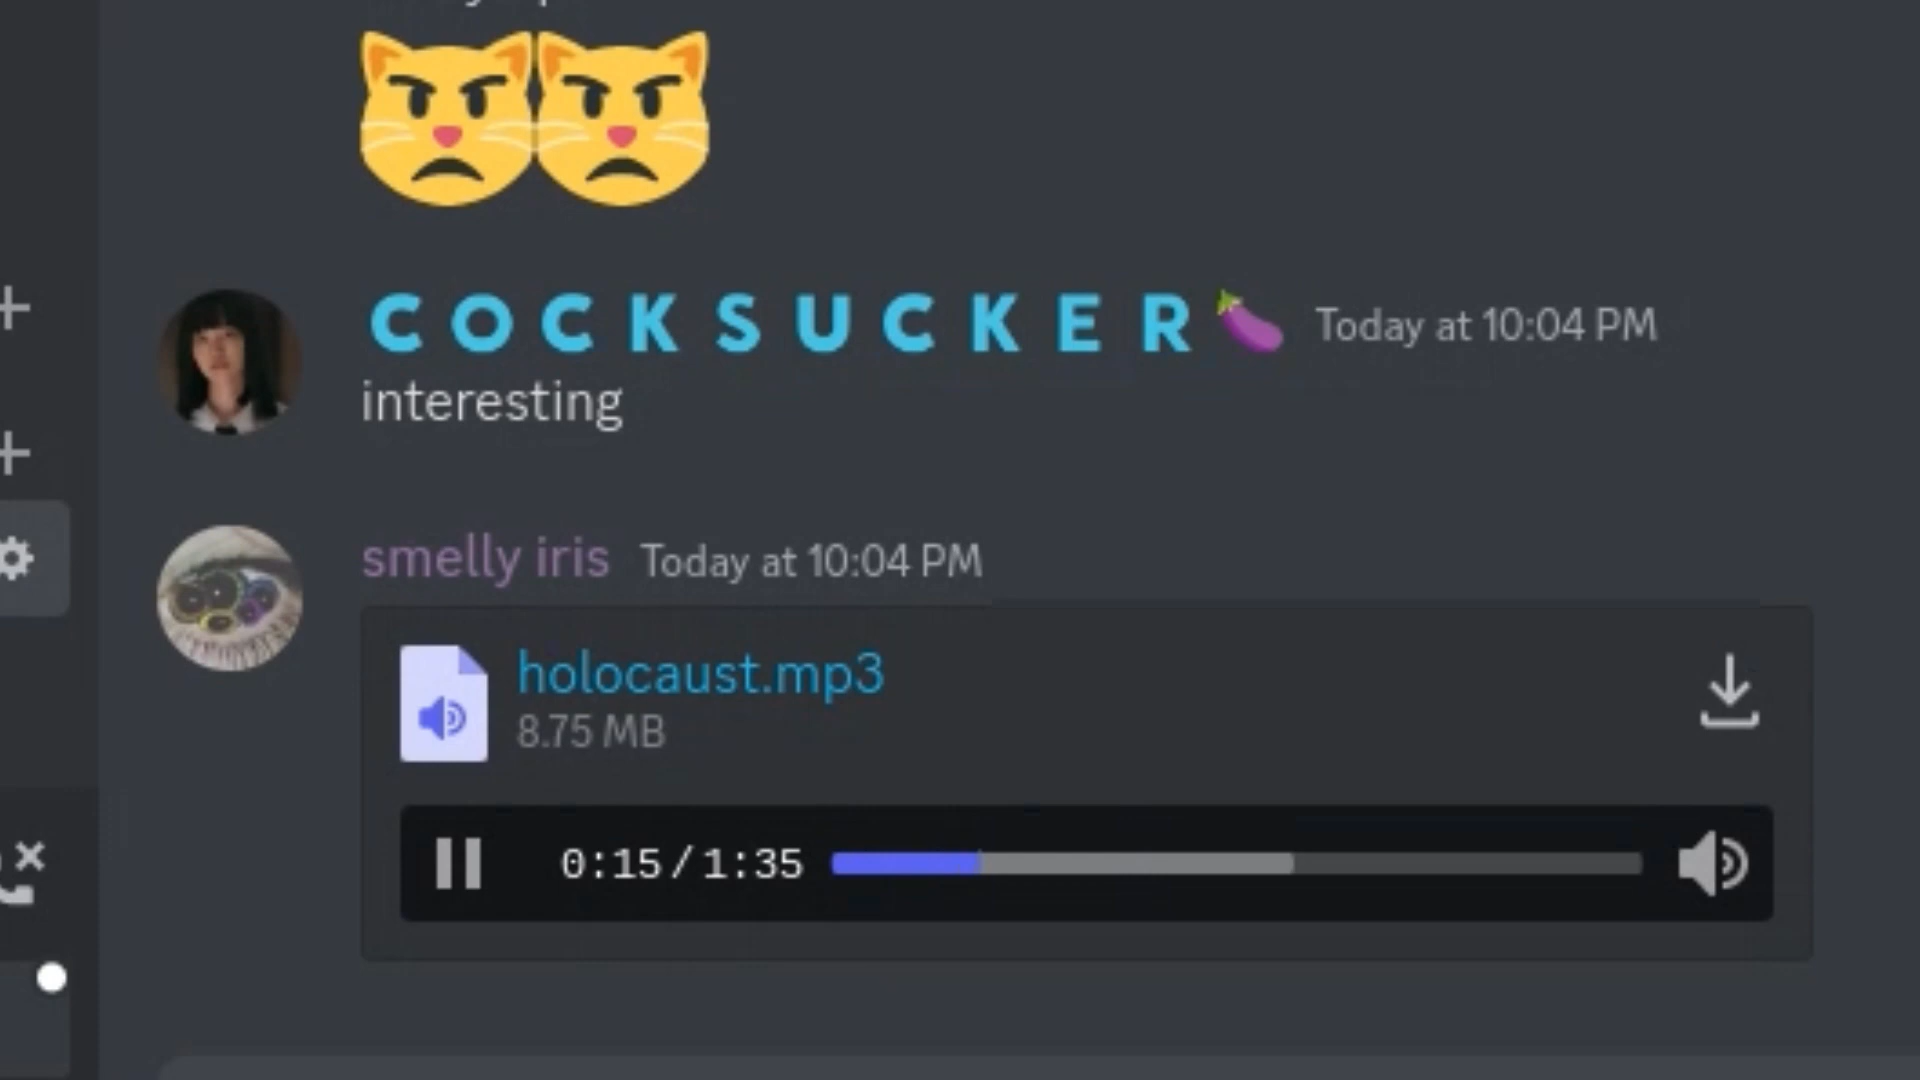 C O C K S U C K E R🍆 Today at 10:04 PM
interesting
smelly iris Today at 10:04 PM
holocaust.mp3
8.75 MB
0:15/1:35